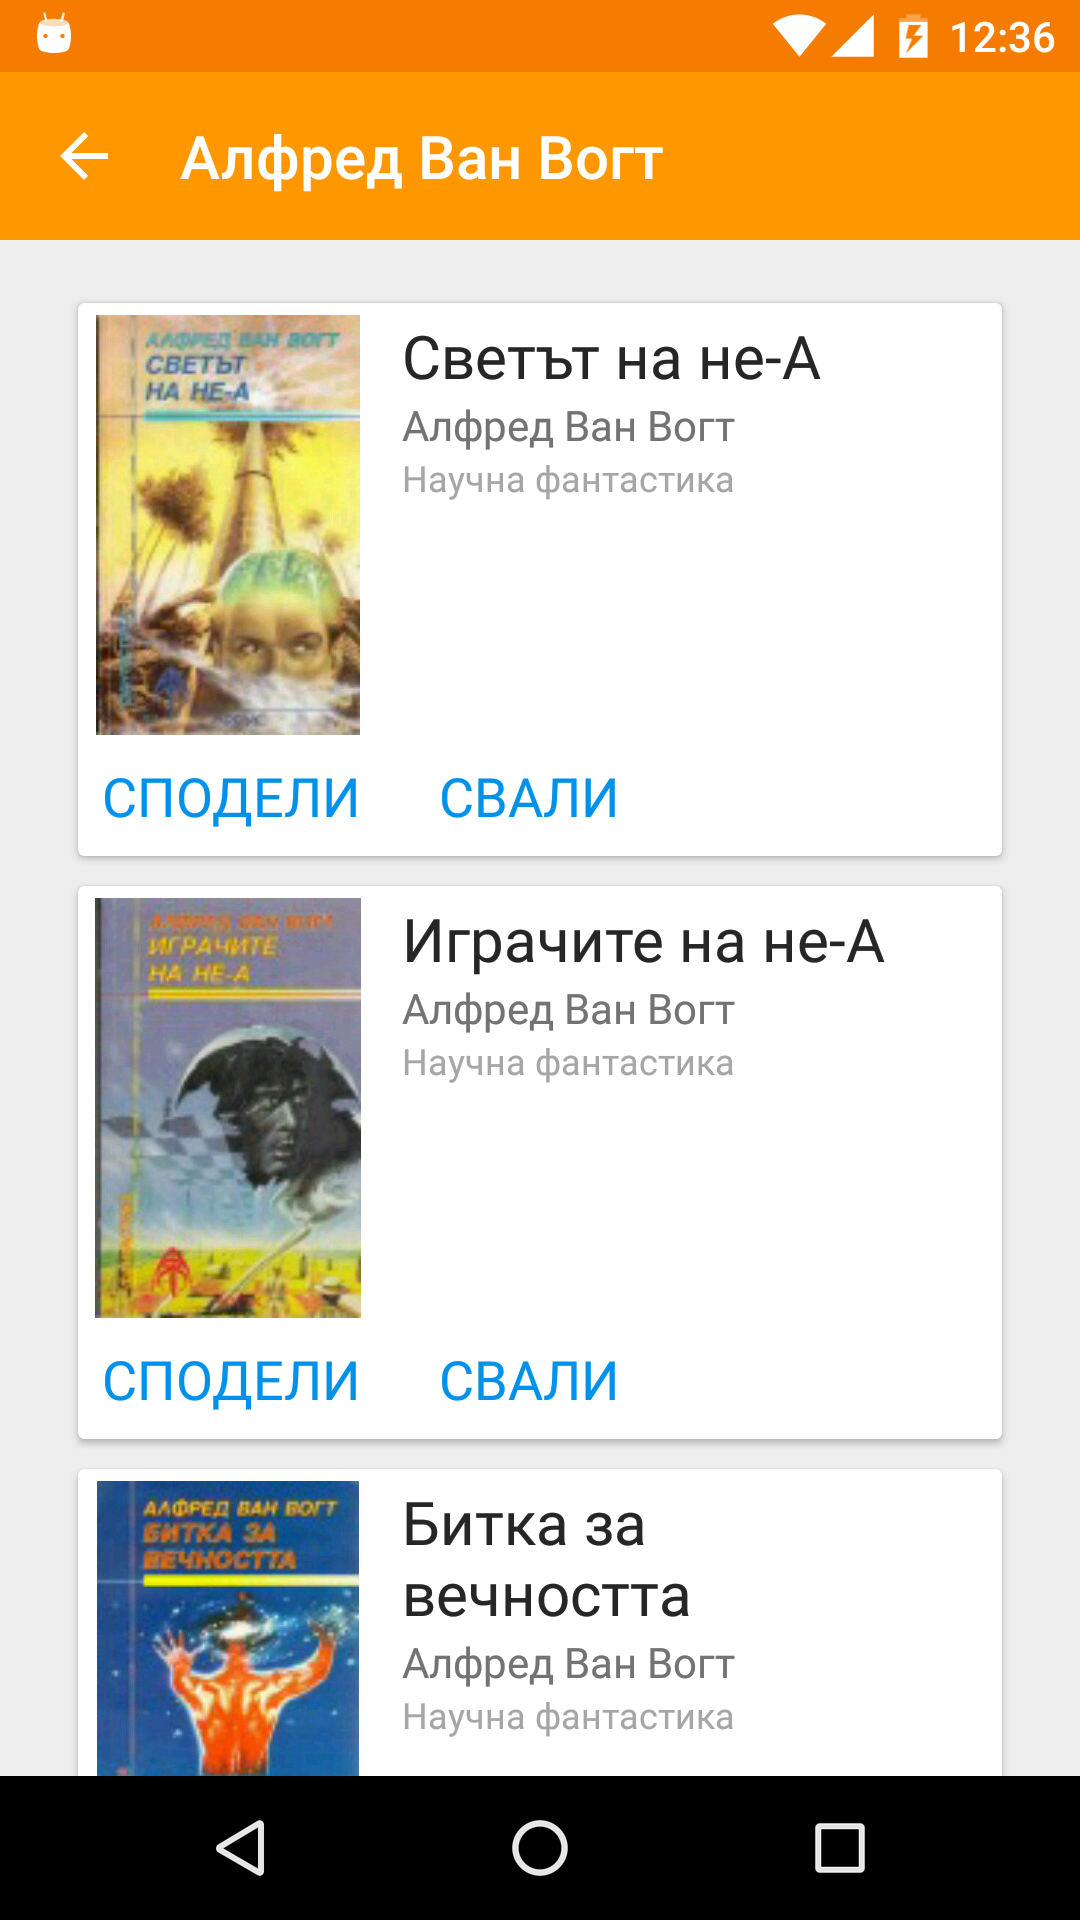 12:36
Алфред Ван Вогт
АЛФРЕД ВАН ВОГТ
СВЕТЪТ
НА НЕ-А
Светът на не-А
Алфред Ван Вогт
Научна фантастика
СПОДЕЛИ СВАЛИ
АЛФРЕД ВАН ВОГТ
ИГРАЧИТЕ
НА НЕ-А
Играчите на не-А
Алфред Ван Вогт
Научна фантастика
СПОДЕЛИ СВАЛИ
АЛФРЕД ВАН ВОГТ
БИТКА ЗА
ВЕЧНОСТТА
Битка за
вечността
Алфред Ван Вогт
Научна фантастика